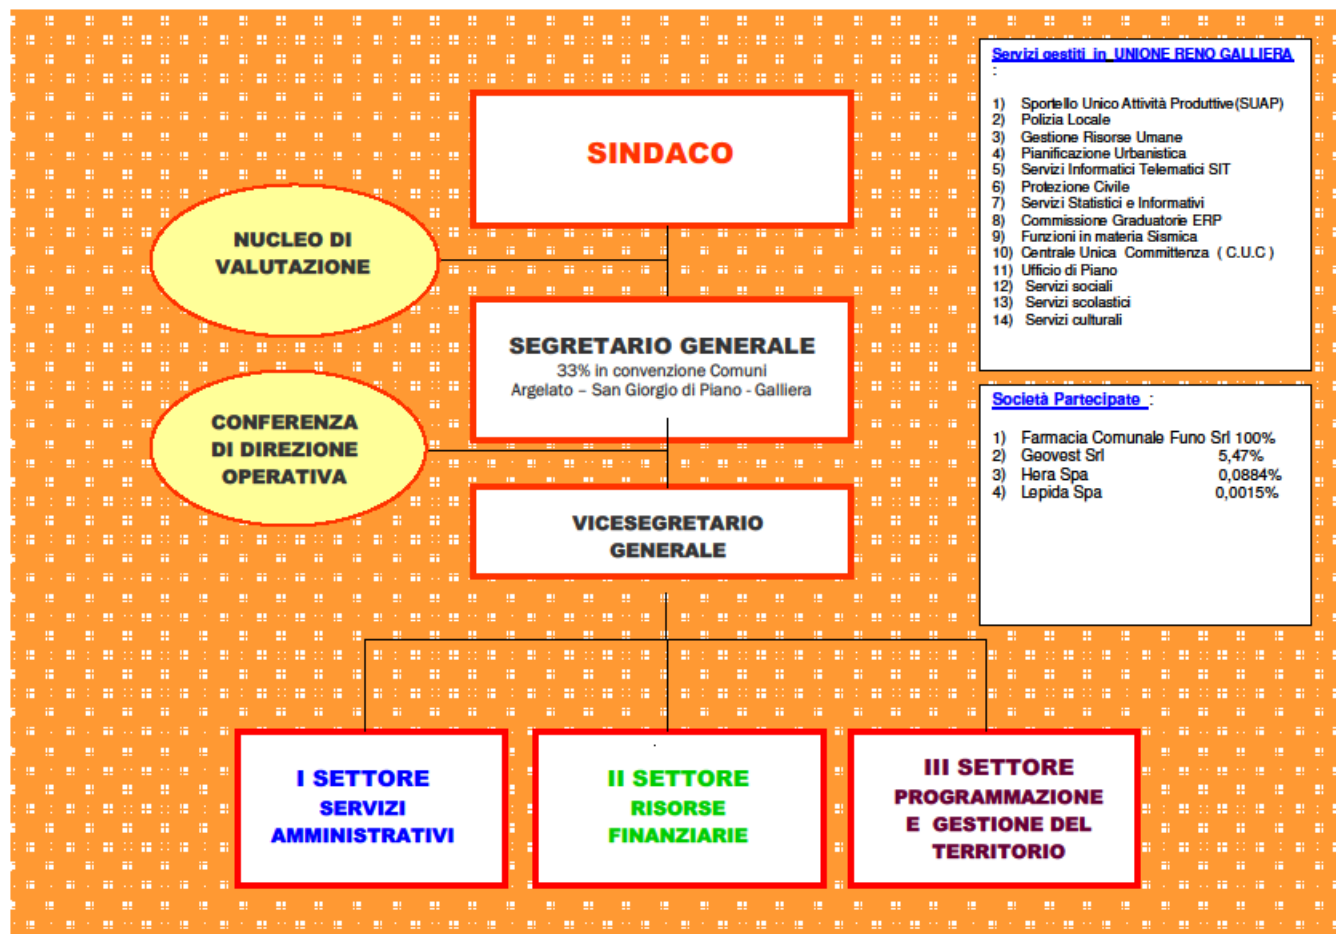 SINDACO
NUCLEO DI
VALUTAZIONE
SEGRETARIO GENERALE
33% in convenzione Comuni
Argelato – San Giorgio di Piano - Galliera
CONFERENZA
DI DIREZIONE
OPERATIVA
VICESEGRETARIO
GENERALE
I SETTORE
SERVIZI
AMMINISTRATIVI
II SETTORE
RISORSE
FINANZIARIE
III SETTORE
PROGRAMMAZIONE
E GESTIONE DEL
TERRITORIO
Servizi gestiti in UNIONE RENO GALLIERA
:
1) Sportello Unico Attività Produttive(SUAP)
2) Polizia Locale
3) Gestione Risorse Umane
4) Pianificazione Urbanistica
5) Servizi Informatici Telematici SIT
6) Protezione Civile
7) Servizi Statistici e Informativi
8) Commissione Graduatorie ERP
9) Funzioni in materia Sismica
10) Centrale Unica Committenza ( C.U.C )
11) Ufficio di Piano
12) Servizi sociali
13) Servizi scolastici
14) Servizi culturali
Società Partecipate :
1) Farmacia Comunale Funo Srl 100%
2) Geovest Srl 5,47%
3) Hera Spa 0,0884%
4) Lepida Spa 0,0015%